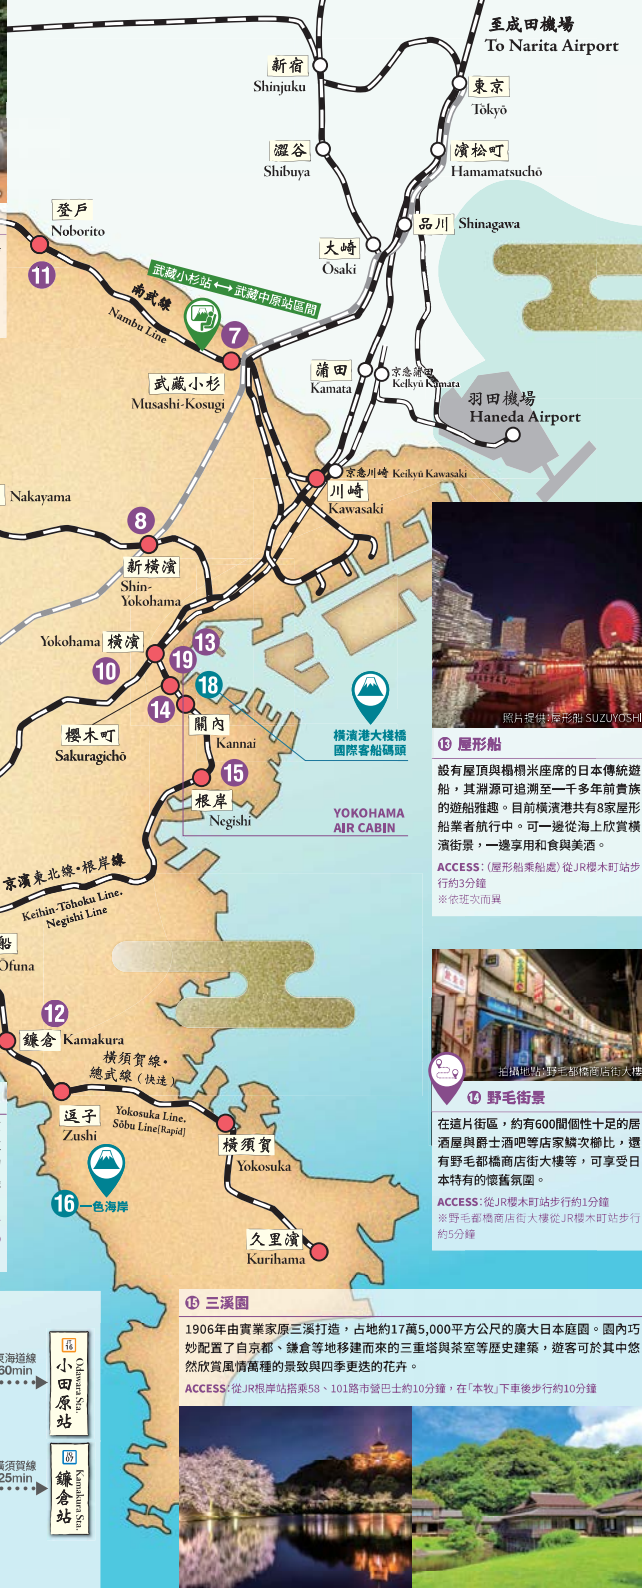 至成田機場
To Narita Airport
新宿
Shinjuku
東京
Tōkyō
澀谷
Shibuya
濱松町
Hamamatsuchō
登戶
Noborito
11
品川 Shinagawa
大崎
Ōsaki
武藏小杉站⟷武藏中原站區間
南武線
Nambu Line
7
武藏小杉
Musashi-Kosugi
蒲田
Kamata
京急蒲田
Keikyū Kamata
羽田機場
Haneda Airport
京急川崎 Keikyū Kawasaki
川崎
Kawasaki
Nakayama
8
新橫濱
Shin-
Yokohama
Yokohama 橫濱
13
10
19
18
14
櫻木町
Sakuragichō
關內
Kannai
橫濱港大棧橋
國際客船碼頭
15
根岸
Negishi
YOKOHAMA
AIR CABIN
京濱東北線・根岸線
Keihin-Tōhoku Line.
Negishi Line
船
Ōfuna
12
鎌倉 Kamakura
橫須賀線・
總武線（快速）
逗子
Zushi
Yokosuka Line.
Sōbu Line[Rapid]
橫須賀
Yokosuka
16 一色海岸
久里濱
Kurihama
照片提供：屋形船 SUZUYOSHI
13 屋形船
設有屋頂與榻榻米座席的日本傳統遊
船，其淵源可追溯至一千多年前貴族
的遊船雅趣。目前橫濱港共有8家屋形
船業者航行中。可一邊從海上欣賞橫
濱街景，一邊享用和食與美酒。
ACCESS：（屋形船乘船處）從JR櫻木町站步
行約3分鐘
※依班次而異
拍攝地點：野毛都橋商店街大樓
14 野毛街景
在這片街區，約有600間個性十足的居
酒屋與爵士酒吧等店家鱗次櫛比，還
有野毛都橋商店街大樓等，可享受日
本特有的懷舊氛圍。
ACCESS：從JR櫻木町站步行約1分鐘
※野毛都橋商店街大樓從JR櫻木町站步行
約5分鐘
15 三溪園
1906年由實業家原三溪打造，占地約17萬5,000平方公尺的廣大日本庭園。園內巧
妙配置了自京都、鎌倉等地移建而來的三重塔與茶室等歷史建築，遊客可於其中悠
然欣賞風情萬種的景致與四季更迭的花卉。
ACCESS：從JR根岸站搭乘58、101路市營巴士約10分鐘，在「本牧」下車後步行約10分鐘
東海道線
60min
小田原站
Odawara Sta.
橫須賀線
25min
鎌倉站
Kamakura Sta.